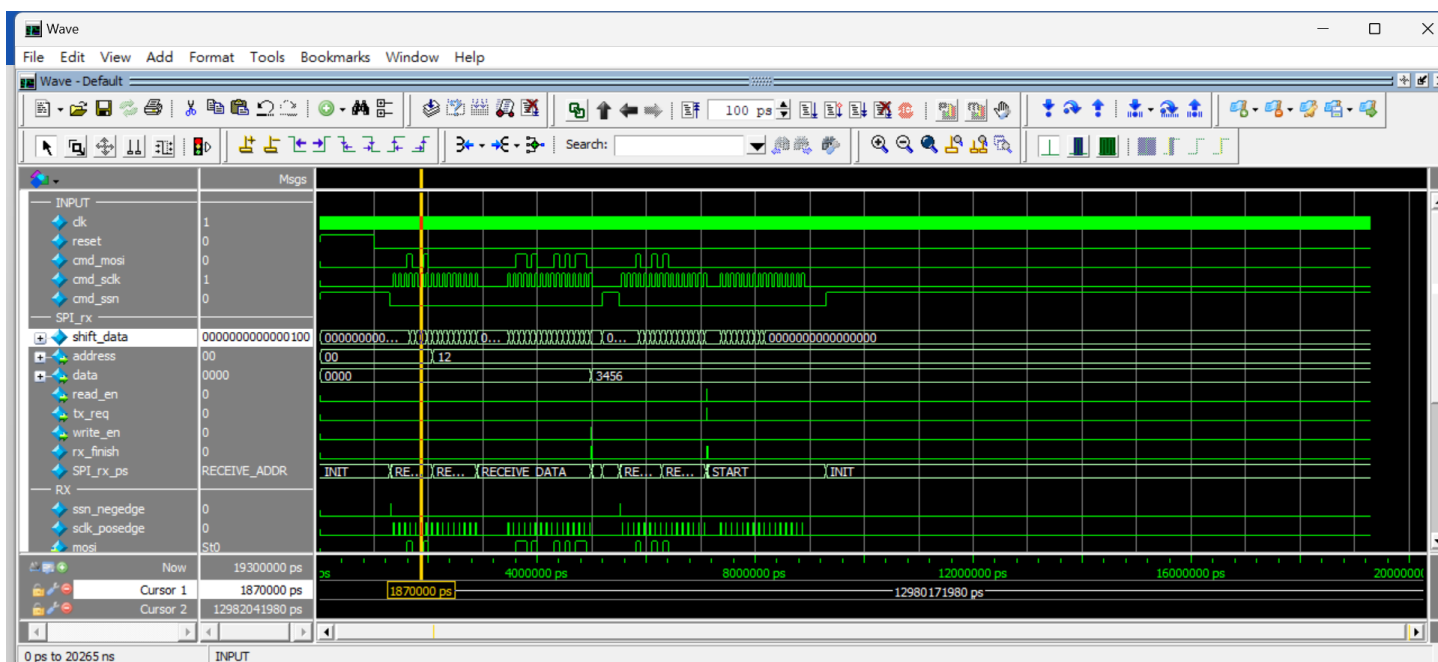 Wave
File Edit View Add Format Tools Bookmarks Window Help
Wave - Default
100 ps
Search:
Msgs
INPUT
clk 1
reset 0
cmd_mosi 0
cmd_sclk 1
cmd_ssn 0
SPI_rx
shift_data 0000000000000100 000000000... 0... 0... 0000000000000000
address 00 00 12
data 0000 0000 3456
read_en 0
tx_req 0
write_en 0
rx_finish 0
SPI_rx_ps RECEIVE_ADDR INIT RE... RE... RECEIVE_DATA RE... RE... START INIT
RX
ssn_negedge 0
sclk_posedge 0
mosi St0
Now 19300000 ps ps 4000000 ps 8000000 ps 12000000 ps 16000000 ps 2000000
Cursor 1 1870000 ps 1870000 ps 12980171980 ps
Cursor 2 12982041980 ps
0 ps to 20265 ns INPUT